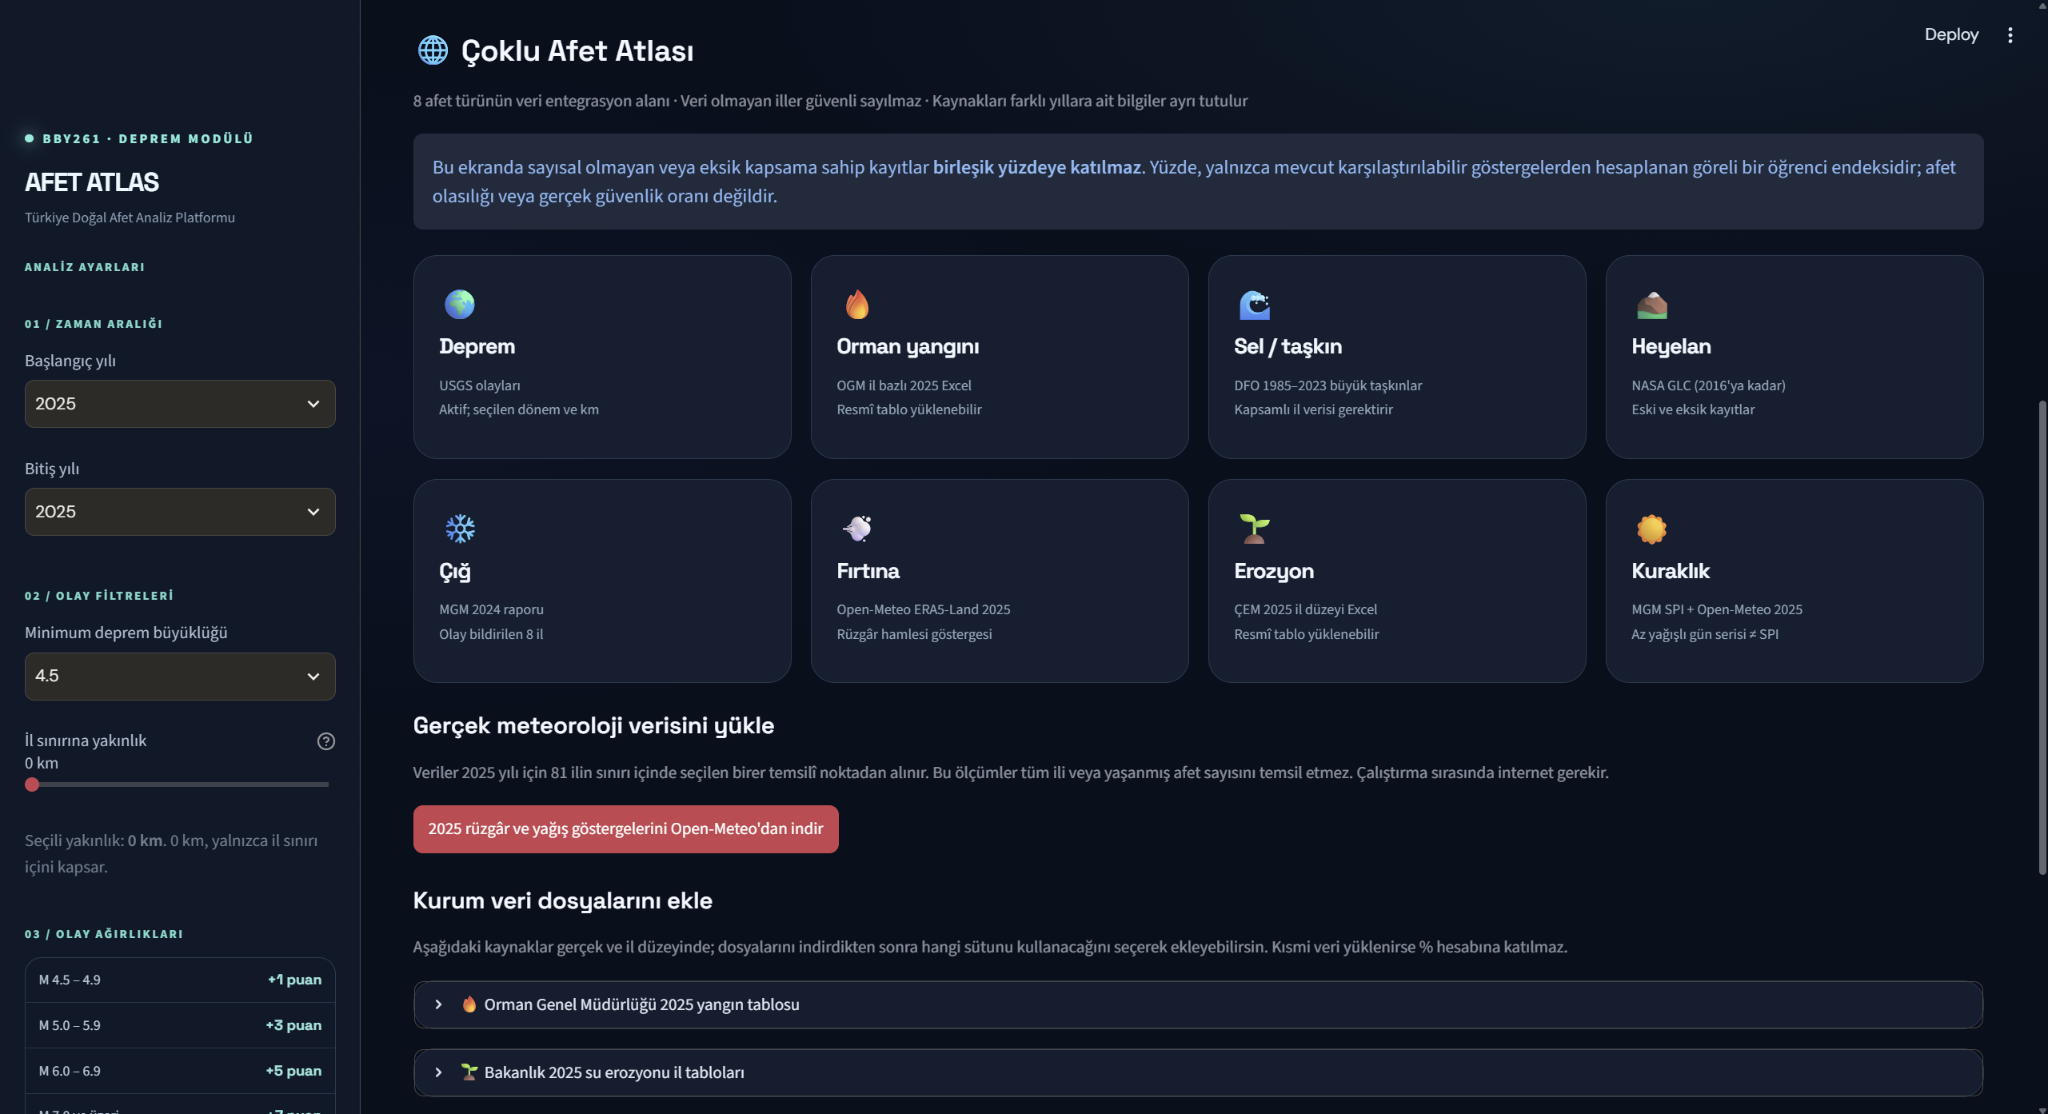 BBY261 · DEPREM MODÜLÜ
AFET ATLAS
Türkiye Doğal Afet Analiz Platformu
ANALİZ AYARLARI
01 / ZAMAN ARALIĞI
Başlangıç yılı
2025
Bitiş yılı
2025
02 / OLAY FİLTRELERİ
Minimum deprem büyüklüğü
4.5
İl sınırına yakınlık
0 km
Seçili yakınlık: 0 km. 0 km, yalnızca il sınırı
içini kapsar.
03 / OLAY AĞIRLIKLARI
M 4.5 – 4.9 +1 puan
M 5.0 – 5.9 +3 puan
M 6.0 – 6.9 +5 puan
Deploy
Çoklu Afet Atlası
8 afet türünün veri entegrasyon alanı · Veri olmayan iller güvenli sayılmaz · Kaynakları farklı yıllara ait bilgiler ayrı tutulur
Bu ekranda sayısal olmayan veya eksik kapsama sahip kayıtlar birleşik yüzdeye katılmaz. Yüzde, yalnızca mevcut karşılaştırılabilir göstergelerden hesaplanan göreli bir öğrenci endeksidir; afet
olasılığı veya gerçek güvenlik oranı değildir.
Deprem
USGS olayları
Aktif; seçilen dönem ve km
Orman yangını
OGM il bazlı 2025 Excel
Resmî tablo yüklenebilir
Sel / taşkın
DFO 1985–2023 büyük taşkınlar
Kapsamlı il verisi gerektirir
Heyelan
NASA GLC (2016'ya kadar)
Eski ve eksik kayıtlar
Çığ
MGM 2024 raporu
Olay bildirilen 8 il
Fırtına
Open-Meteo ERA5-Land 2025
Rüzgâr hamlesi göstergesi
Erozyon
ÇEM 2025 il düzeyi Excel
Resmî tablo yüklenebilir
Kuraklık
MGM SPI + Open-Meteo 2025
Az yağışlı gün serisi ≠ SPI
Gerçek meteoroloji verisini yükle
Veriler 2025 yılı için 81 ilin sınırı içinde seçilen birer temsilî noktadan alınır. Bu ölçümler tüm ili veya yaşanmış afet sayısını temsil etmez. Çalıştırma sırasında internet gerekir.
2025 rüzgâr ve yağış göstergelerini Open-Meteo'dan indir
Kurum veri dosyalarını ekle
Aşağıdaki kaynaklar gerçek ve il düzeyinde; dosyalarını indirdikten sonra hangi sütunu kullanacağını seçerek ekleyebilirsin. Kısmi veri yüklenirse % hesabına katılmaz.
Orman Genel Müdürlüğü 2025 yangın tablosu
Bakanlık 2025 su erozyonu il tabloları